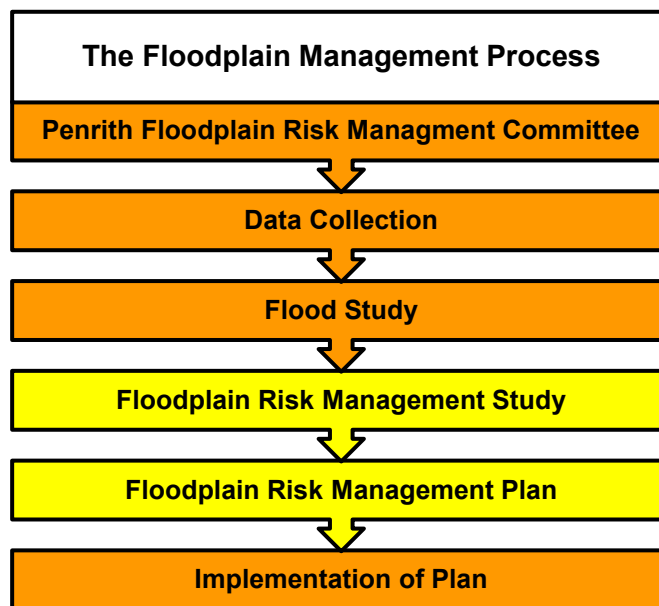 The Floodplain Management Process
Penrith Floodplain Risk Managment Committee
Data Collection
Flood Study
Floodplain Risk Management Study
Floodplain Risk Management Plan
Implementation of Plan